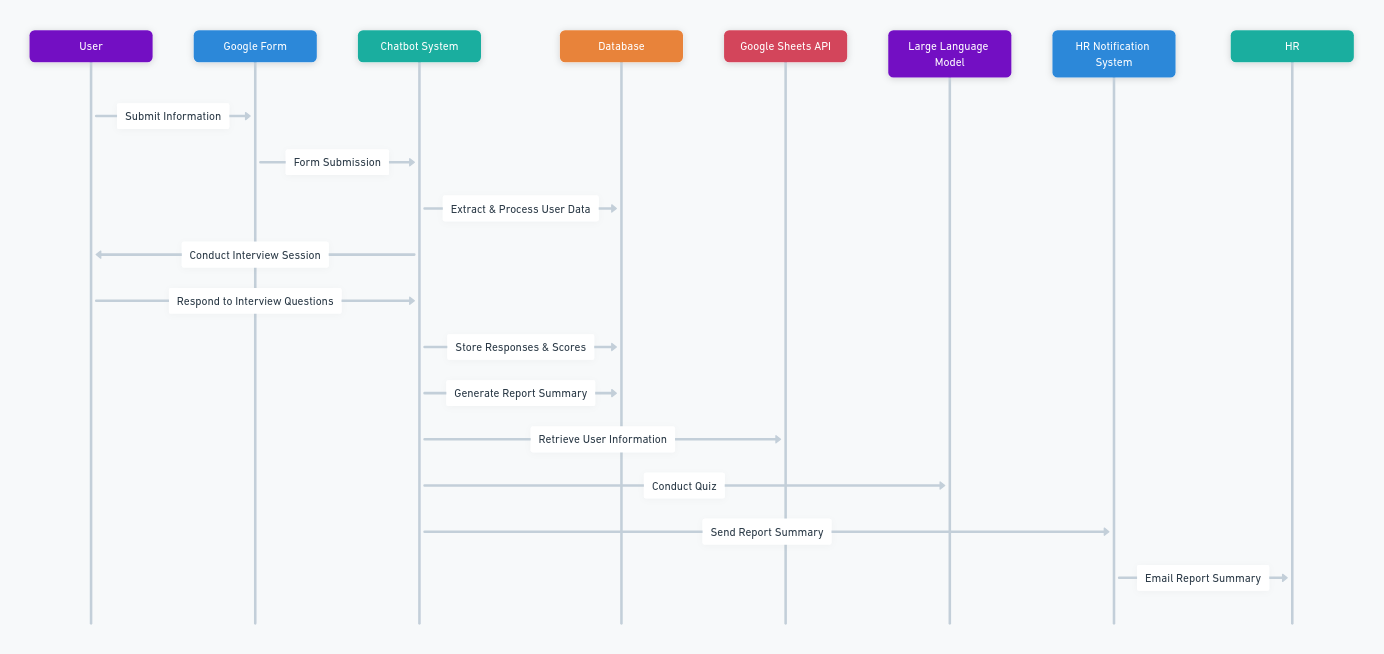 User
Google Form
Chatbot System
Database
Google Sheets API
Large Language
Model
HR Notification
System
HR
Submit Information
Form Submission
Extract & Process User Data
Conduct Interview Session
Respond to Interview Questions
Store Responses & Scores
Generate Report Summary
Retrieve User Information
Conduct Quiz
Send Report Summary
Email Report Summary